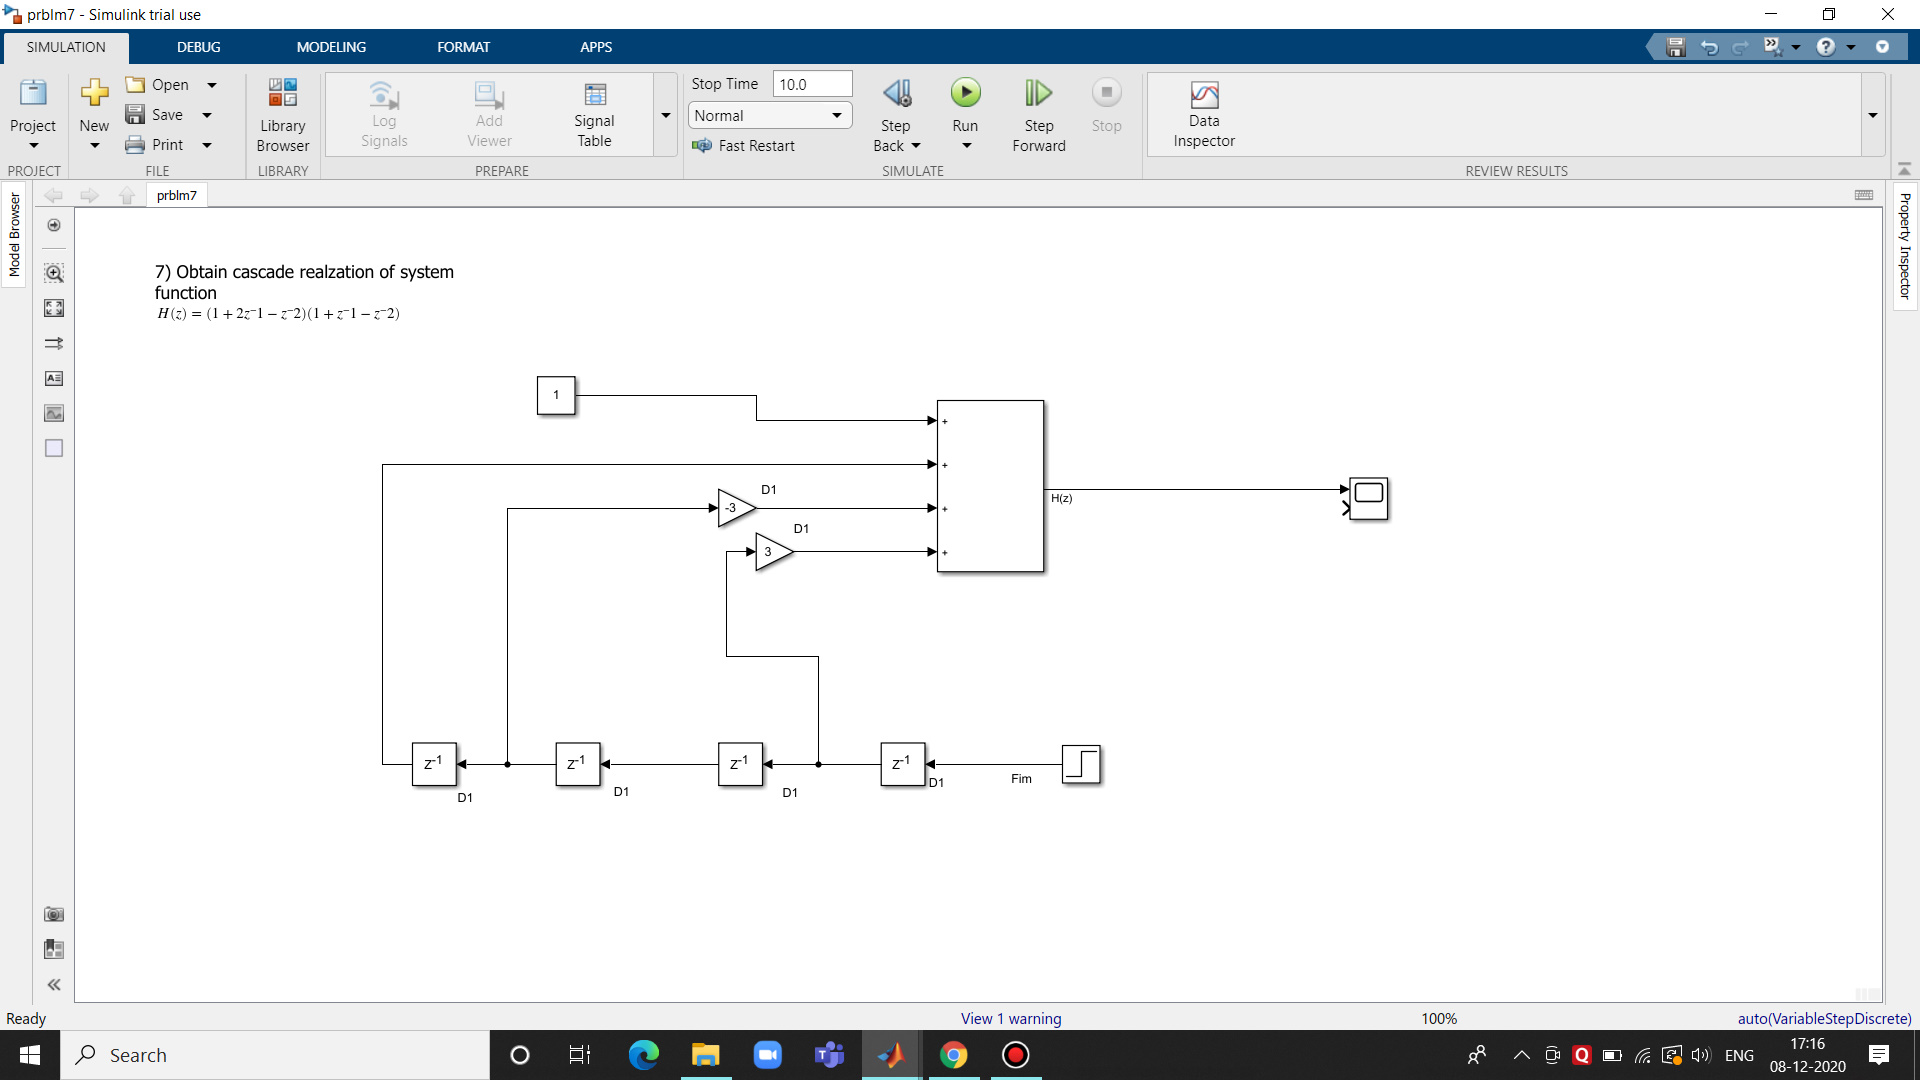 prblm7 - Simulink trial use
SIMULATION DEBUG MODELING FORMAT APPS
Project
New
Open
Save
Print
Library
Browser
Log
Signals
Add
Viewer
Signal
Table
Stop Time 10.0
Normal
Fast Restart
Step
Back
Run
Step
Forward
Stop
Data
Inspector
PROJECT FILE LIBRARY PREPARE SIMULATE REVIEW RESULTS
Model Browser
prblm7
Property Inspector
7) Obtain cascade realzation of system
function
H(z) = (1 + 2z⁻1 − z⁻2)(1 + z⁻1 − z⁻2)
1
+
+
D1
-3
+
D1
3
+
H(z)
z-1
D1
z-1
D1
z-1
D1
z-1
D1
Fim
Ready View 1 warning 100% auto(VariableStepDiscrete)
Search
Q
ENG
17:16
08-12-2020